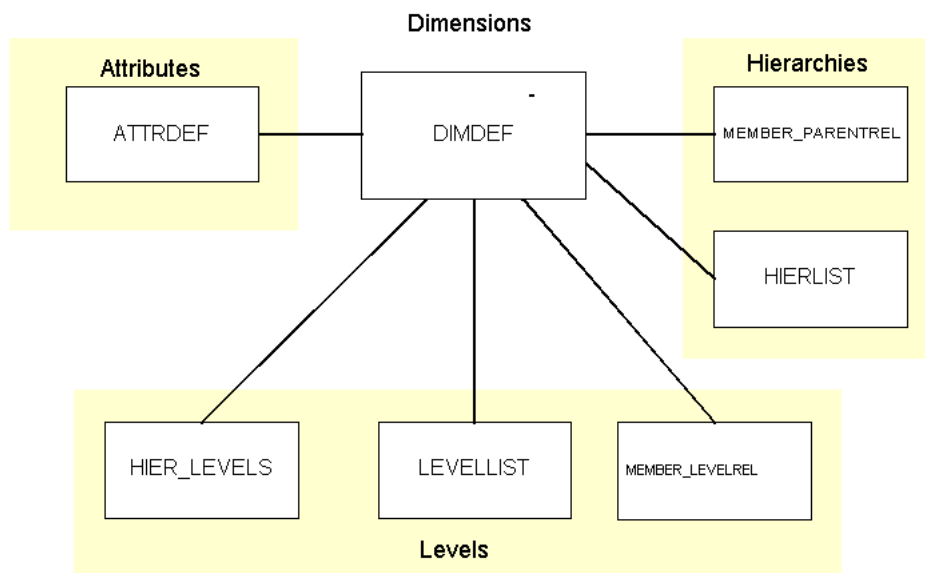 Dimensions
Attributes
Hierarchies
ATTRDEF
DIMDEF
MEMBER_PARENTREL
HIERLIST
HIER_LEVELS
LEVELLIST
MEMBER_LEVELREL
Levels